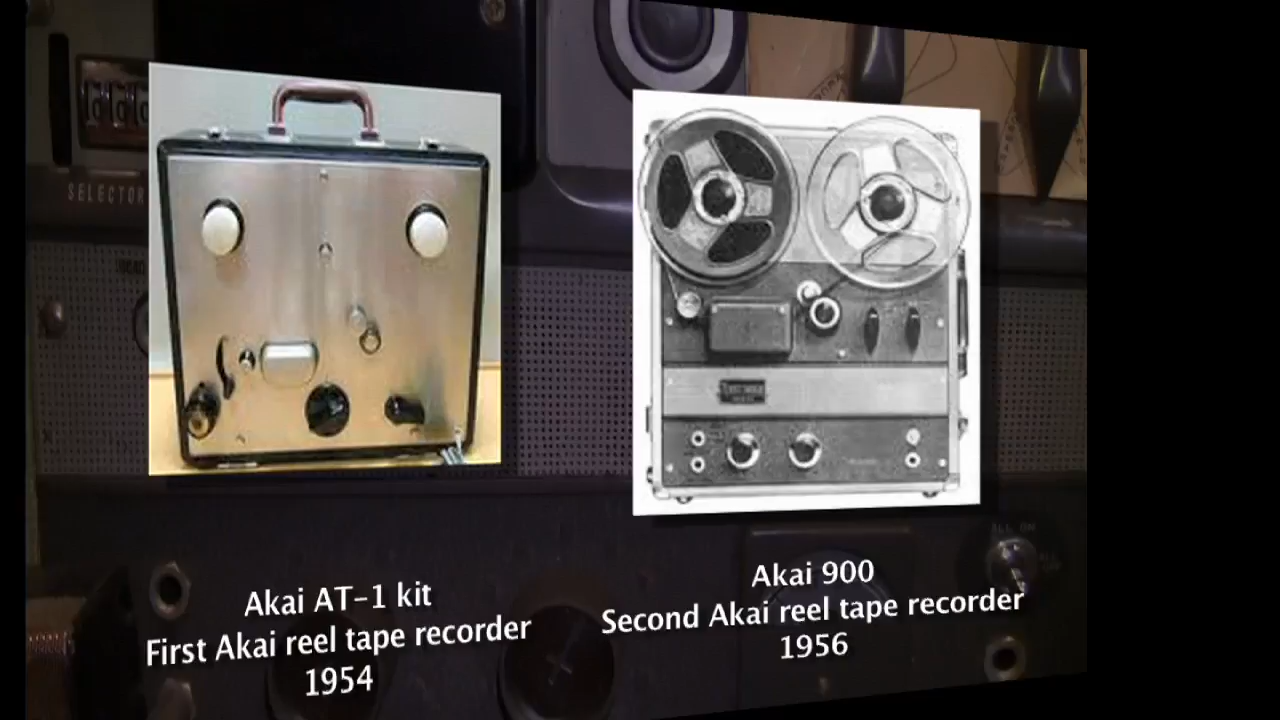 SELECTOR
Akai AT-1 kit
First Akai reel tape recorder
1954
Akai 900
Second Akai reel tape recorder
1956